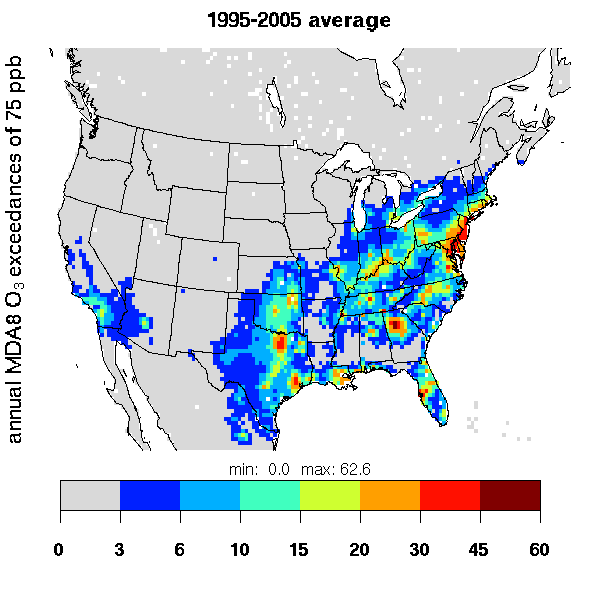 1995-2005 average
annual MDA8 O3 exceedances of 75 ppb
min: 0.0 max: 62.6
0 3 6 10 15 20 30 45 60